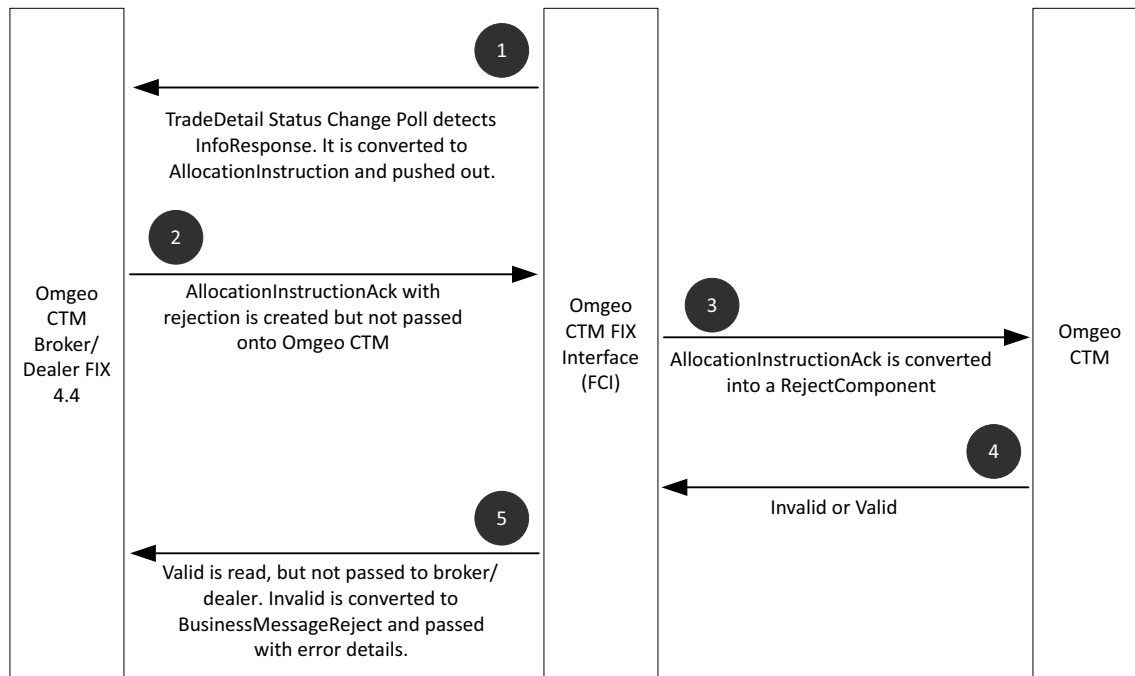 1
TradeDetail Status Change Poll detects
InfoResponse. It is converted to
AllocationInstruction and pushed out.
2
AllocationInstructionAck with
rejection is created but not passed
onto Omgeo CTM
Omgeo
CTM
Broker/
Dealer FIX
4.4
Omgeo
CTM FIX
Interface
(FCI)
3
AllocationInstructionAck is converted
into a RejectComponent
Omgeo
CTM
4
Invalid or Valid
5
Valid is read, but not passed to broker/
dealer. Invalid is converted to
BusinessMessageReject and passed
with error details.